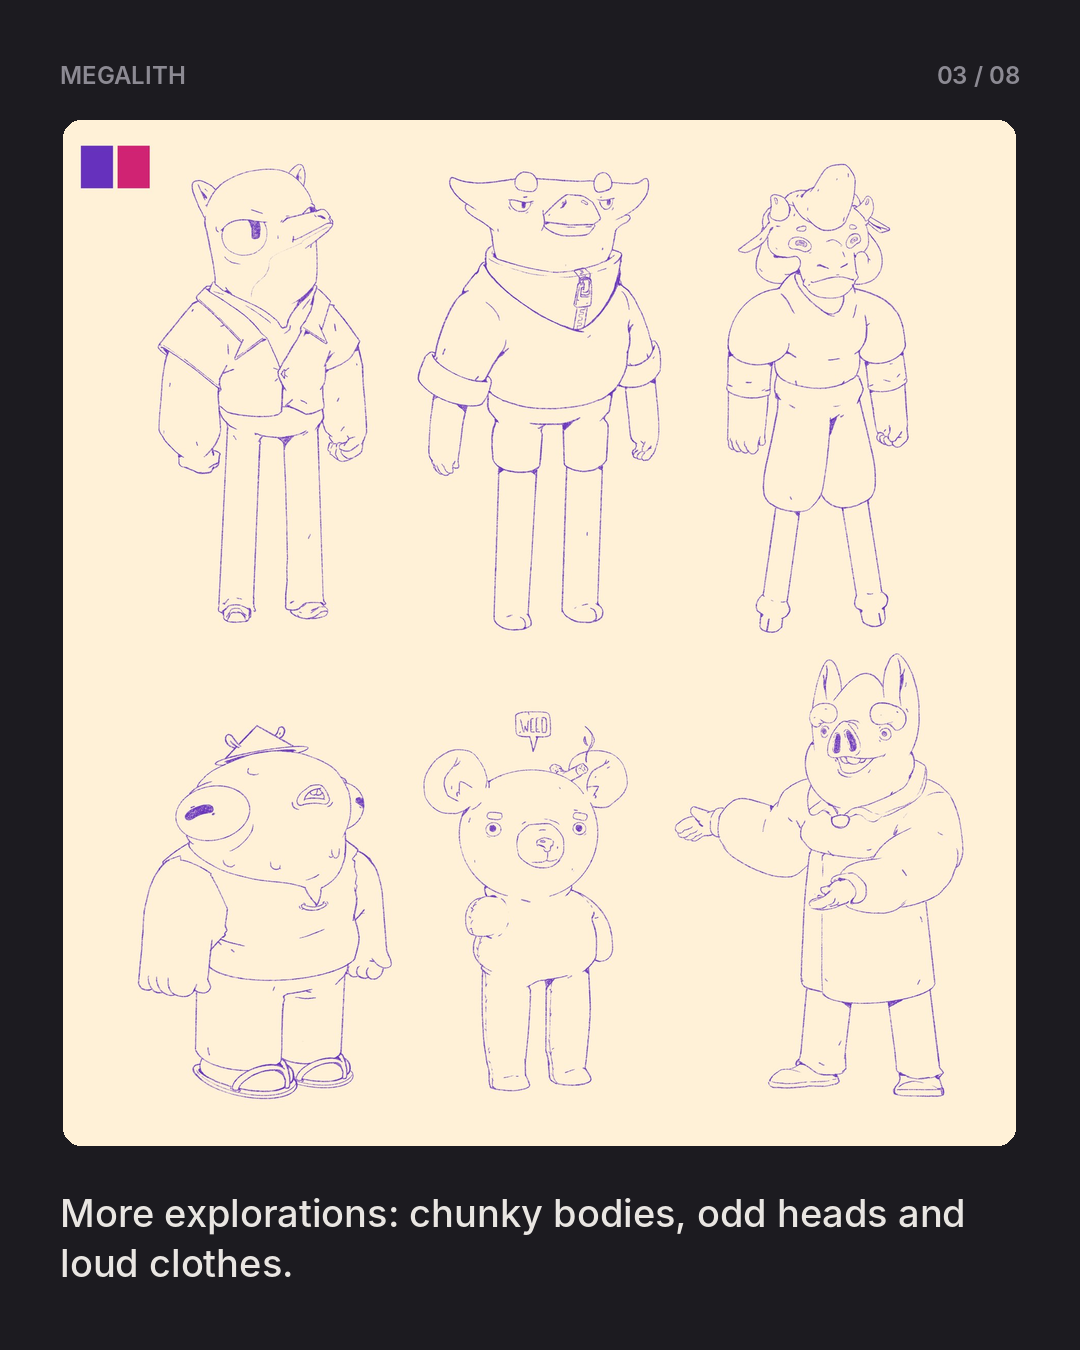 MEGALITH
03 / 08
WEED
More explorations: chunky bodies, odd heads and
loud clothes.